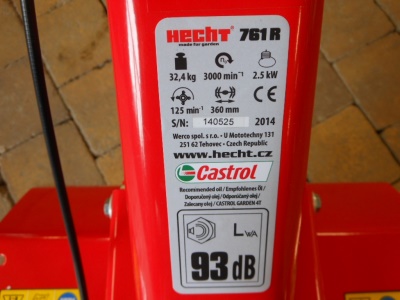 HECHT 761 R
made for garden
32,4 kg 3000 min⁻¹ 2.5 kW
125 min⁻¹ 360 mm CE
S/N: 140525 2014
Werco spol. s r.o. • U Mototechny 131
251 62 Tehovec • Czech Republic
www.hecht.cz
Castrol
Recommended oil / Empfohlenes Öl /
Doporučený olej / Odporúčaný olej /
Zalecany olej / CASTROL GARDEN 4T
LWA
93 dB